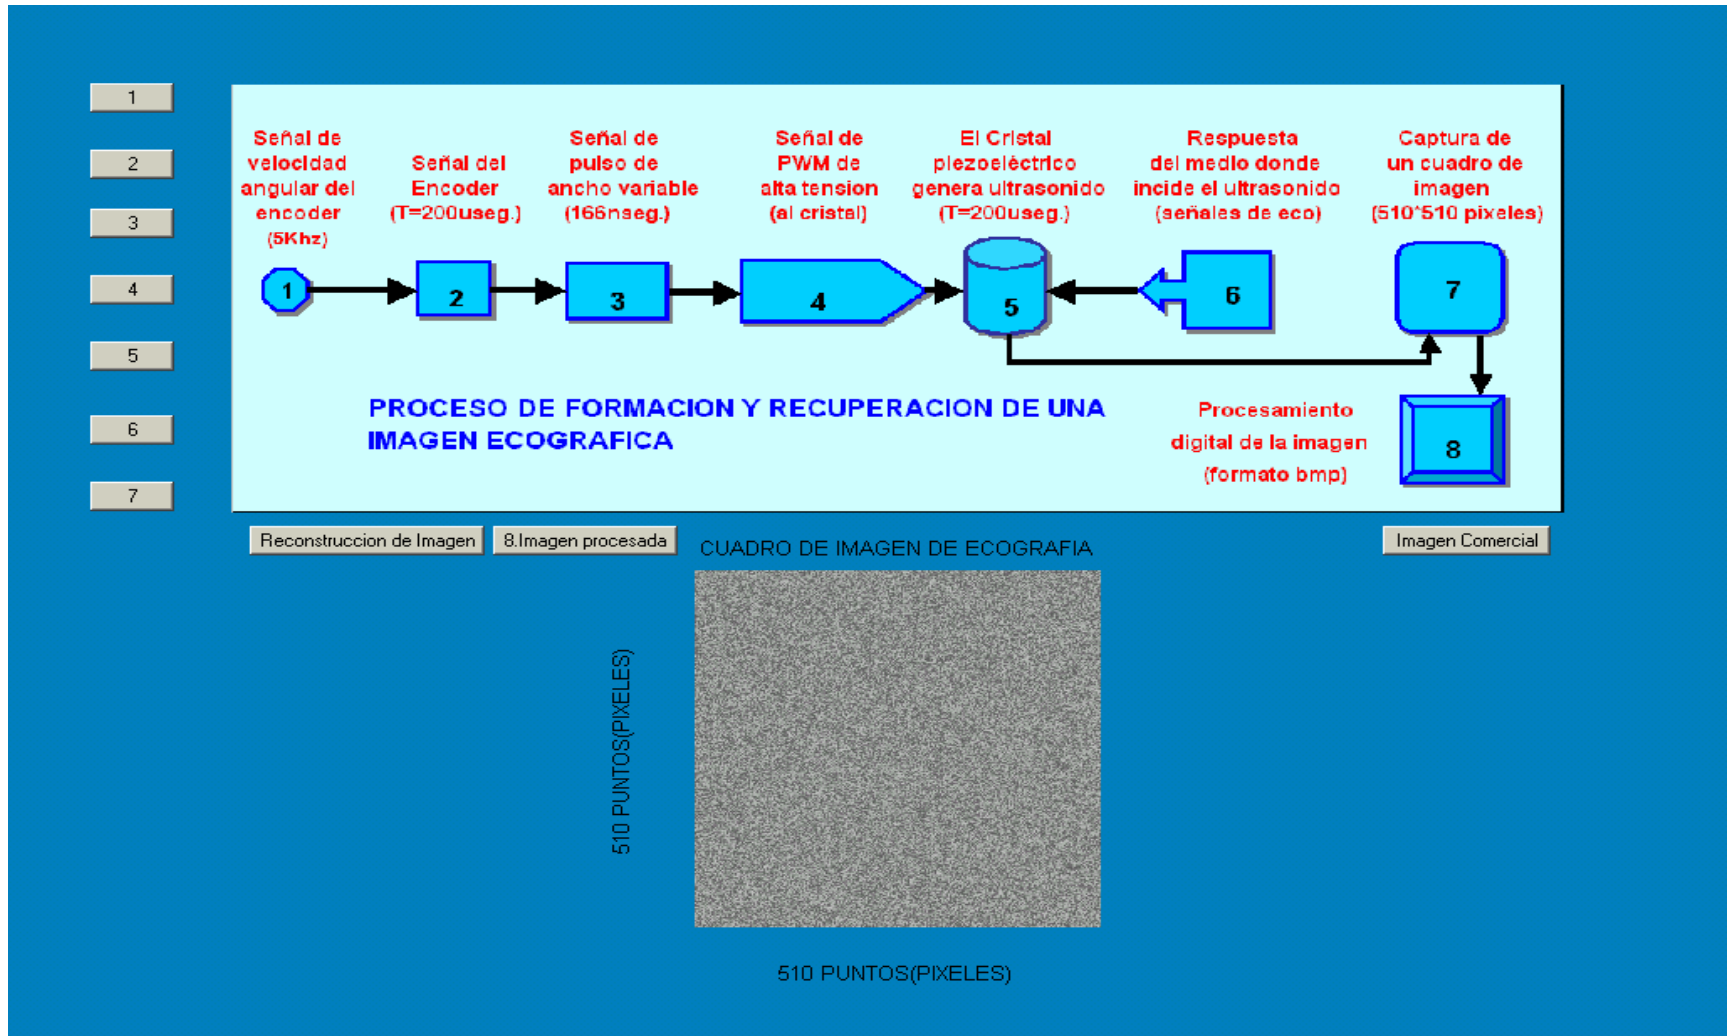 1
2
3
4
5
6
7
Señal de
velocidad
angular del
encoder
(5Khz)
Señal del
Encoder
(T=200useg.)
Señal de
pulso de
ancho variable
(166nseg.)
Señal de
PWM de
alta tension
(al cristal)
El Cristal
piezoeléctrico
genera ultrasonido
(T=200useg.)
Respuesta
del medio donde
incide el ultrasonido
(señales de eco)
Captura de
un cuadro de
imagen
(510*510 pixeles)
1
2
3
4
5
6
7
PROCESO DE FORMACION Y RECUPERACION DE UNA
IMAGEN ECOGRAFICA
Procesamiento
digital de la imagen
(formato bmp)
8
Reconstruccion de Imagen
8.Imagen procesada
Imagen Comercial
CUADRO DE IMAGEN DE ECOGRAFIA
510 PUNTOS(PIXELES)
510 PUNTOS(PIXELES)